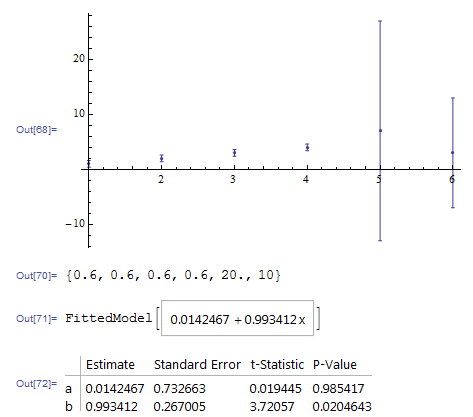 20
10
Out[68]=
2 3 4 5 6
-10
Out[70]= {0.6, 0.6, 0.6, 0.6, 20., 10}
Out[71]= FittedModel[ 0.0142467 + 0.993412 x ]
Estimate Standard Error t-Statistic P-Value
Out[72]= a 0.0142467 0.732663 0.019445 0.985417
b 0.993412 0.267005 3.72057 0.0204643